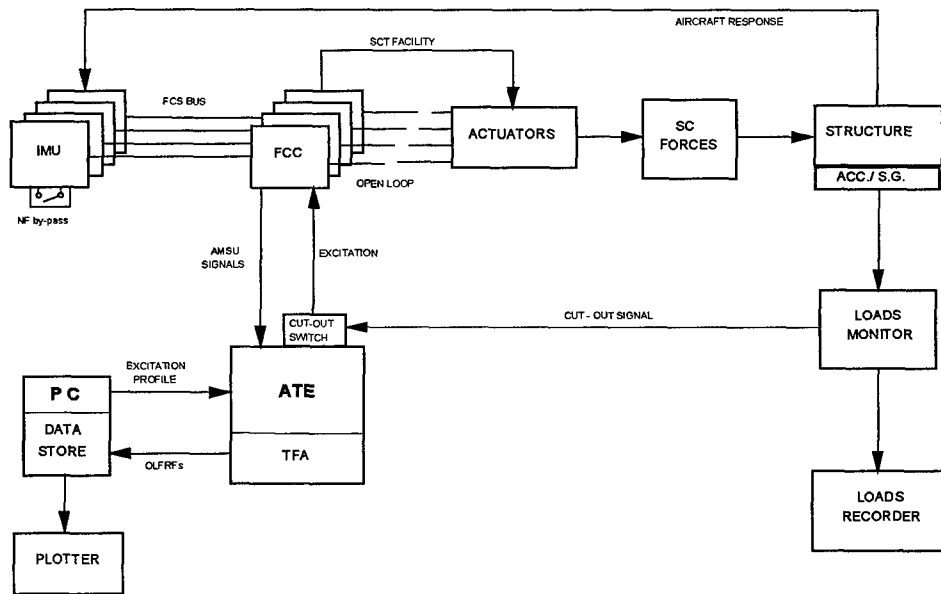 AIRCRAFT RESPONSE
SCT FACILITY
FCS BUS
IMU
FCC
ACTUATORS
SC
FORCES
STRUCTURE
ACC./ S.G.
OPEN LOOP
NF by-pass
AMSU
SIGNALS
EXCITATION
CUT-OUT
SWITCH
CUT - OUT SIGNAL
LOADS
MONITOR
EXCITATION
PROFILE
P C
ATE
DATA
STORE
TFA
OLFRFs
LOADS
RECORDER
PLOTTER